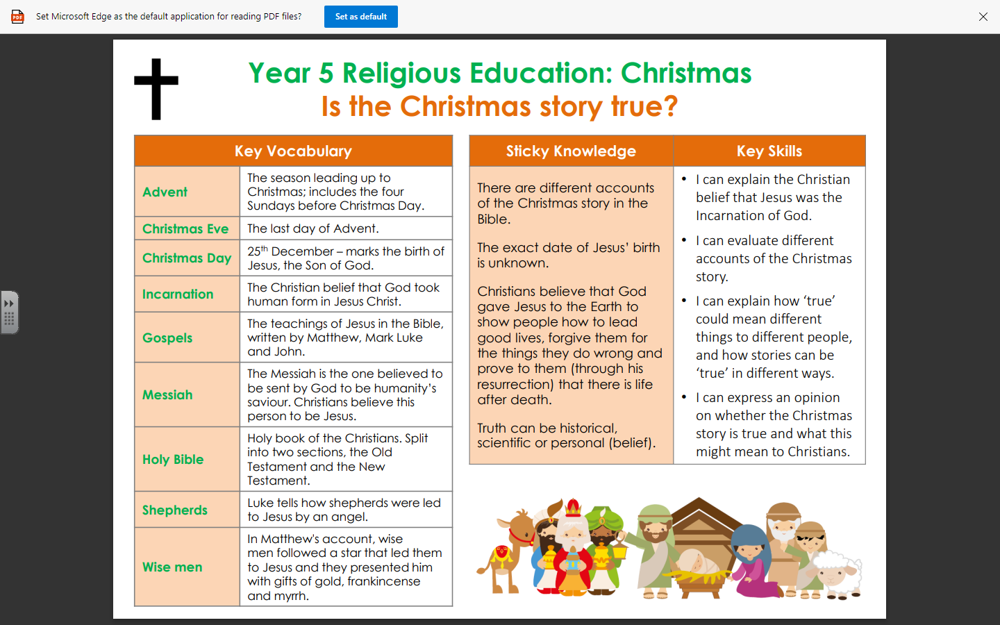 Set Microsoft Edge as the default application for reading PDF files?
Set as default
Year 5 Religious Education: Christmas
Is the Christmas story true?
Key Vocabulary
Advent
The season leading up to
Christmas; includes the four
Sundays before Christmas Day.
Christmas Eve
The last day of Advent.
Christmas Day
25th December – marks the birth of
Jesus, the Son of God.
Incarnation
The Christian belief that God took
human form in Jesus Christ.
Gospels
The teachings of Jesus in the Bible,
written by Matthew, Mark Luke
and John.
Messiah
The Messiah is the one believed to
be sent by God to be humanity's
saviour. Christians believe this
person to be Jesus.
Holy Bible
Holy book of the Christians. Split
into two sections, the Old
Testament and the New
Testament.
Shepherds
Luke tells how shepherds were led
to Jesus by an angel.
Wise men
In Matthew's account, wise
men followed a star that led them
to Jesus and they presented him
with gifts of gold, frankincense
and myrrh.
Sticky Knowledge
There are different accounts
of the Christmas story in the
Bible.
The exact date of Jesus' birth
is unknown.
Christians believe that God
gave Jesus to the Earth to
show people how to lead
good lives, forgive them for
the things they do wrong and
prove to them (through his
resurrection) that there is life
after death.
Truth can be historical,
scientific or personal (belief).
Key Skills
• I can explain the Christian
belief that Jesus was the
Incarnation of God.
• I can evaluate different
accounts of the Christmas
story.
• I can explain how ‘true’
could mean different
things to different people,
and how stories can be
‘true’ in different ways.
• I can express an opinion
on whether the Christmas
story is true and what this
might mean to Christians.